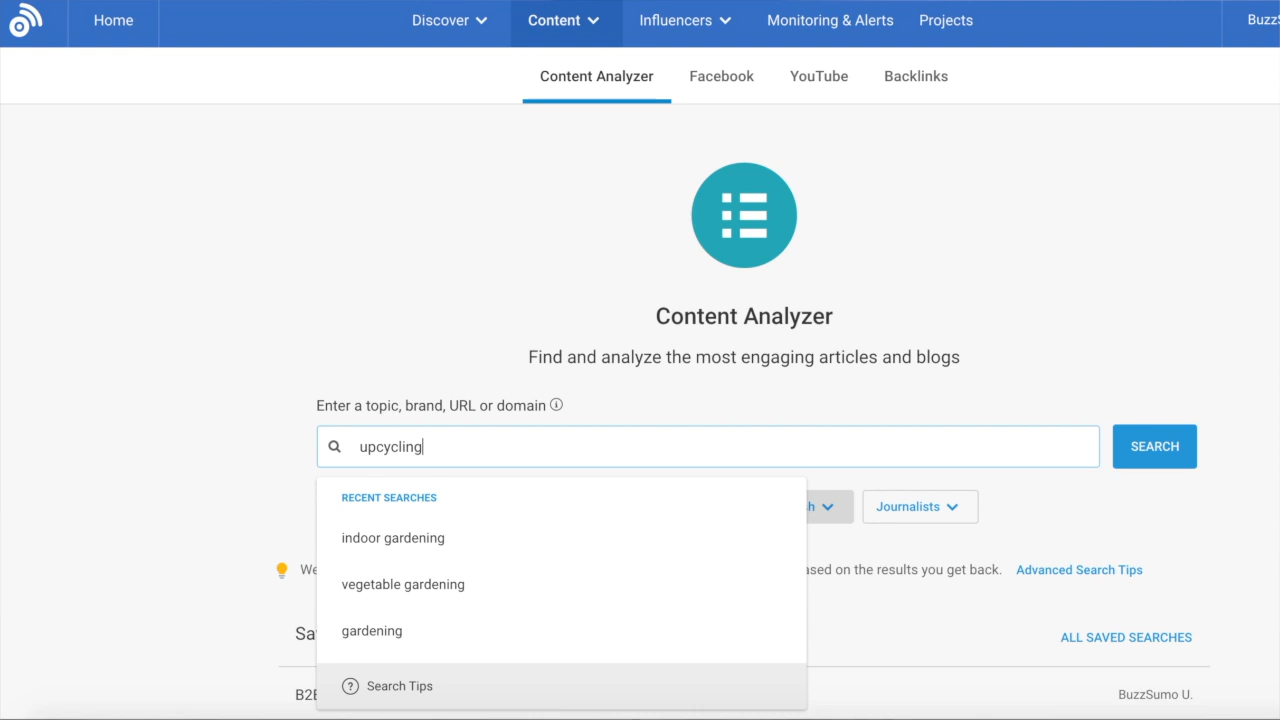 Home Discover Content Influencers Monitoring & Alerts Projects
Content Analyzer Facebook YouTube Backlinks
Content Analyzer
Find and analyze the most engaging articles and blogs
Enter a topic, brand, URL or domain
upcycling SEARCH
RECENT SEARCHES
Journalists
indoor gardening
on the results you get back. Advanced Search Tips
vegetable gardening
gardening
ALL SAVED SEARCHES
Search Tips
BuzzSumo U.